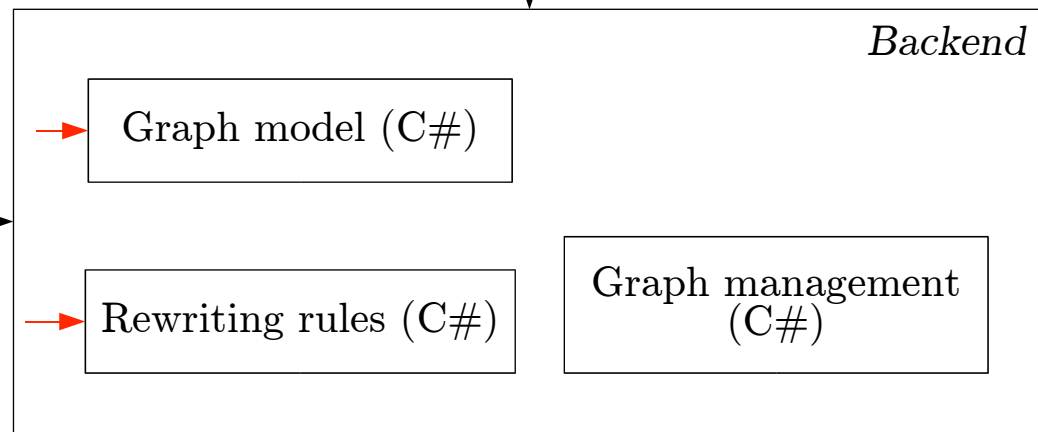 Backend
Graph model (C#)
Rewriting rules (C#)
Graph management
(C#)